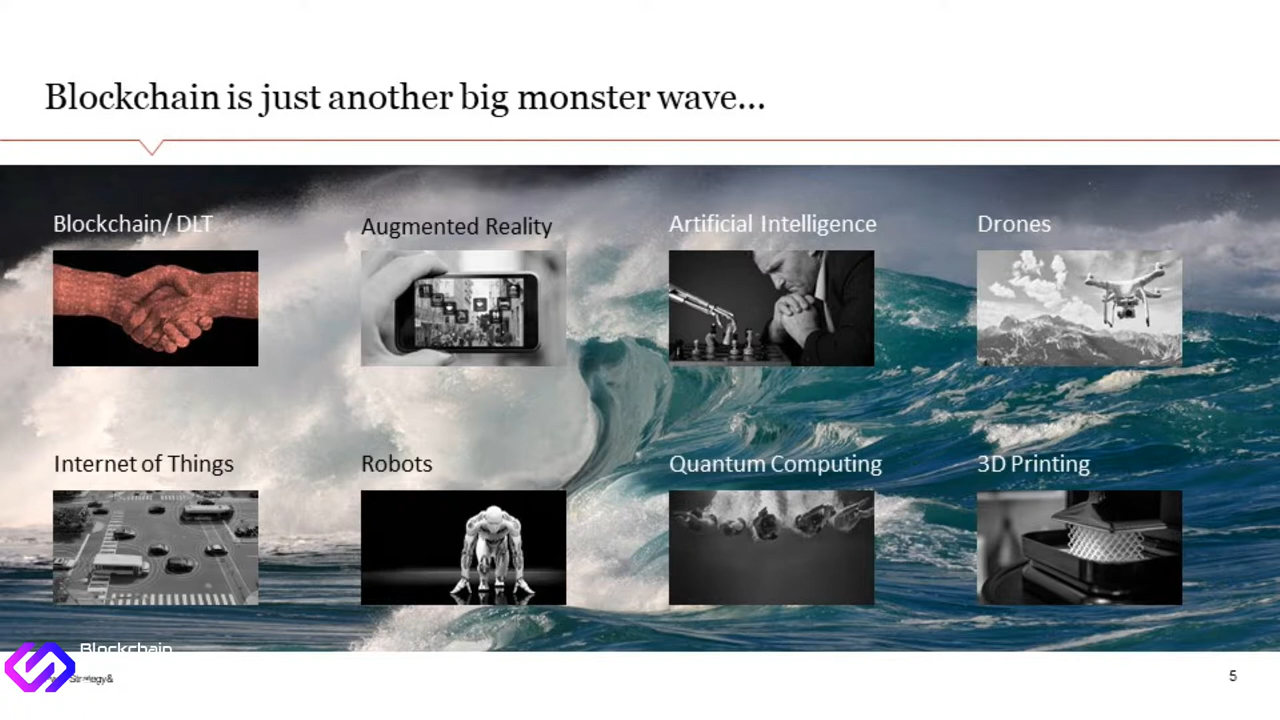 Blockchain is just another big monster wave...
Blockchain/ DLT
Augmented Reality
Artificial Intelligence
Drones
Internet of Things
Robots
Quantum Computing
3D Printing
Blockchain
Strategy&
5